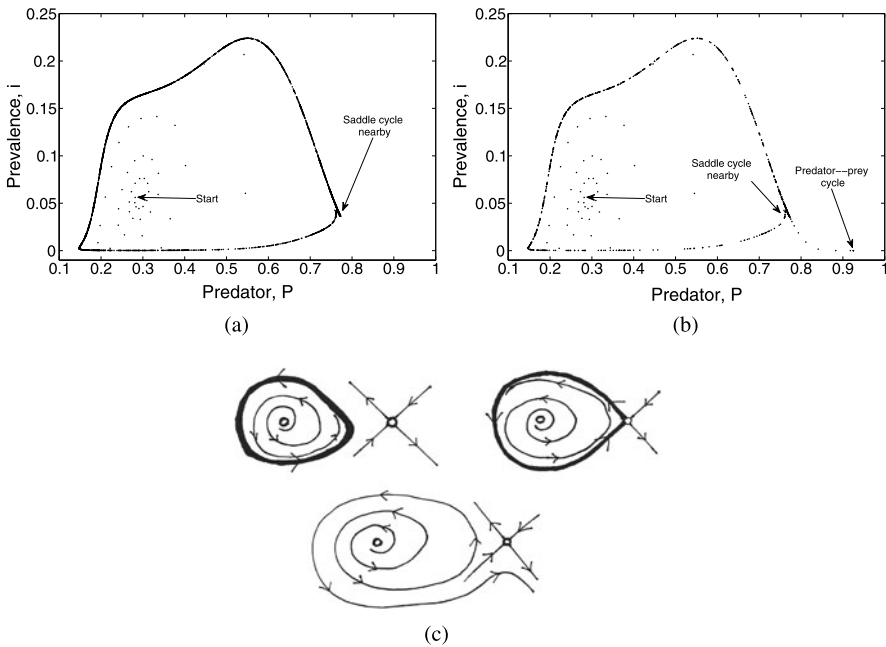 0.25
0.2
0.15
0.1
0.05
0
Prevalence, i
Saddle cycle
nearby
Start
0.1 0.2 0.3 0.4 0.5 0.6 0.7 0.8 0.9 1
Predator, P
(a)
0.25
0.2
0.15
0.1
0.05
0
Prevalence, i
Saddle cycle
nearby
Predator--prey
cycle
Start
0.1 0.2 0.3 0.4 0.5 0.6 0.7 0.8 0.9 1
Predator, P
(b)
(c)